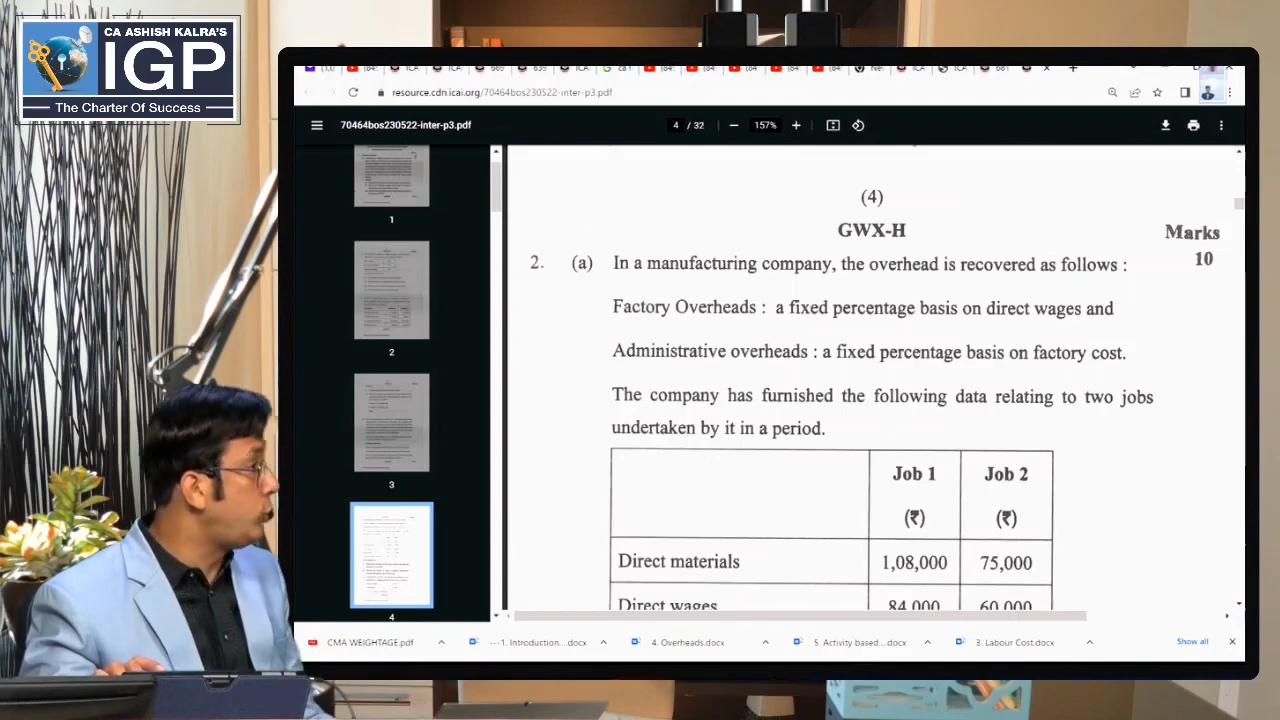 CA ASHISH KALRA'S
IGP
The Charter Of Success
resource.cdn.icai.org/70464bos230522-inter-p3.pdf
70464bos230522-inter-p3.pdf
4 / 32
157%
1
2
3
4
(4)
GWX-H
Marks
2. (a) In a manufacturing company, the overhead is recovered as follows : 10
Factory Overheads : a fixed percentage basis on direct wages and
Administrative overheads : a fixed percentage basis on factory cost.
The company has furnished the following data relating to two jobs
undertaken by it in a period.
Job 1 Job 2
(₹) (₹)
Direct materials 1,08,000 75,000
Direct wages 84,000 60,000
CMA WEIGHTAGE.pdf
---1. Introduction....docx
4. Overheads.docx
5. Activity based....docx
3. Labour Cost.docx
Show all